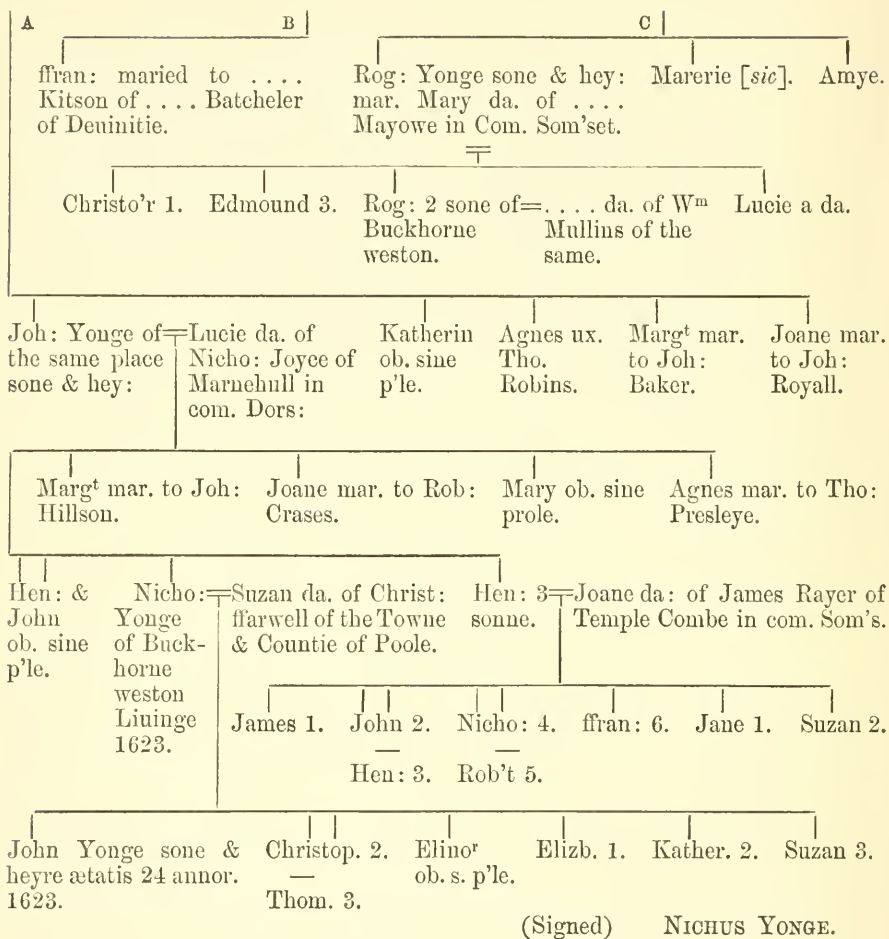 A B C
ffran: maried to . . . . Rog: Yonge sone & hey: Marerie [sic]. Amye.
Kitson of . . . . Batcheler mar. Mary da. of . . . .
of Deuinitie. Mayowe in Com. Som'set.
Christo'r 1. Edmound 3. Rog: 2 sone of = . . . . da. of Wm Lucie a da.
Buckhorne Mullins of the
weston. same.
Joh: Yonge of Lucie da. of Katherin Agnes ux. Margt mar. Joane mar.
the same place Nicho: Joyce of ob. sine Tho. to Joh: to Joh:
sone & hey: Marnehull in p'le. Robins. Baker. Royall.
com. Dors:
Margt mar. to Joh: Joane mar. to Rob: Mary ob. sine Agnes mar. to Tho:
Hillson. Crases. prole. Presleye.
Hen: & Nicho: Suzan da. of Christ: Hen: 3 Joane da: of James Rayer of
John Yonge ffarwell of the Towne sonne. Temple Combe in com. Som's.
ob. sine of Buck- & Countie of Poole.
p'le. horne
weston
Liuinge James 1. John 2. Nicho: 4. ffran: 6. Jane 1. Suzan 2.
1623.
Hen: 3. Rob't 5.
John Yonge sone & Christop. 2. Elinor Elizb. 1. Kather. 2. Suzan 3.
heyre ætatis 24 annor. — ob. s. p'le.
1623. Thom. 3.
(Signed) NICHUS YONGE.